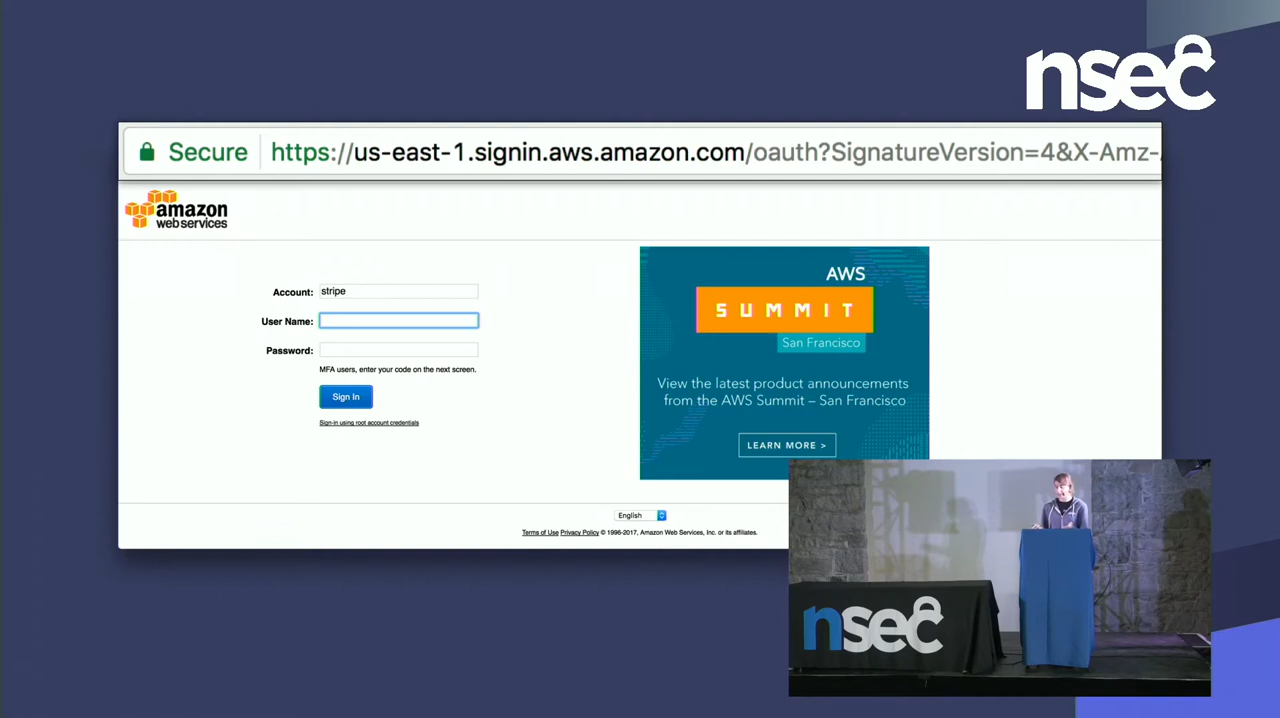 nsec
Secure
https://us-east-1.signin.aws.amazon.com/oauth?SignatureVersion=4&X-Amz-
amazon
web services
Account:
stripe
User Name:
Password:
MFA users, enter your code on the next screen.
Sign In
Sign-in using root account credentials
AWS
SUMMIT
San Francisco
View the latest product announcements
from the AWS Summit – San Francisco
LEARN MORE >
English
Terms of Use Privacy Policy © 1996-2017, Amazon Web Services, Inc. or its affiliates.
nsec